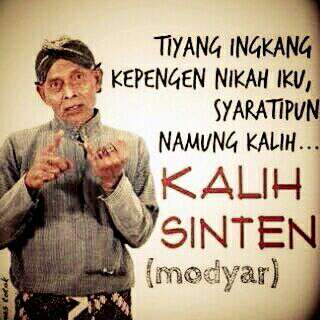 TIYANG INGKANG
KEPENGEN NIKAH IKU,
SYARATIPUN
NAMUNG KALIH...
KALIH
SINTEN
(modyar)